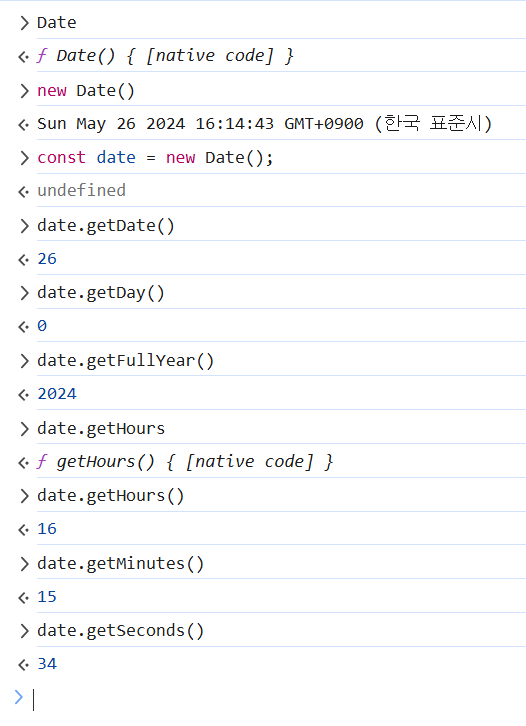 Date
ƒ Date() { [native code] }
new Date()
Sun May 26 2024 16:14:43 GMT+0900 (한국 표준시)
const date = new Date();
undefined
date.getDate()
26
date.getDay()
0
date.getFullYear()
2024
date.getHours
ƒ getHours() { [native code] }
date.getHours()
16
date.getMinutes()
15
date.getSeconds()
34